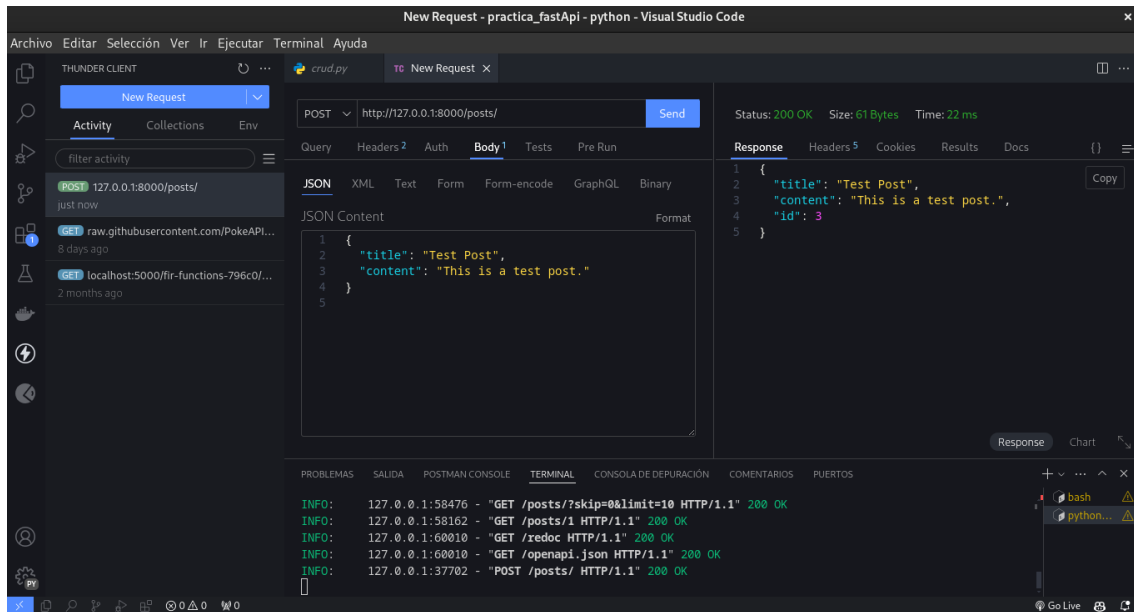 New Request - practica_fastApi - python - Visual Studio Code
Archivo Editar Selección Ver Ir Ejecutar Terminal Ayuda
THUNDER CLIENT
New Request
Activity Collections Env
filter activity
POST 127.0.0.1:8000/posts/
just now
GET raw.githubusercontent.com/PokeAPI...
8 days ago
GET localhost:5000/fir-functions-796c0/...
2 months ago
crud.py TC New Request
POST http://127.0.0.1:8000/posts/ Send
Query Headers 2 Auth Body 1 Tests Pre Run
JSON XML Text Form Form-encode GraphQL Binary
JSON Content Format
1 {
2 "title": "Test Post",
3 "content": "This is a test post."
4 }
5
Status: 200 OK Size: 61 Bytes Time: 22 ms
Response Headers 5 Cookies Results Docs { }
Copy
1 {
2 "title": "Test Post",
3 "content": "This is a test post.",
4 "id": 3
5 }
Response Chart
PROBLEMAS SALIDA POSTMAN CONSOLE TERMINAL CONSOLA DE DEPURACIÓN COMENTARIOS PUERTOS
INFO: 127.0.0.1:58476 - "GET /posts/?skip=0&limit=10 HTTP/1.1" 200 OK
INFO: 127.0.0.1:58162 - "GET /posts/1 HTTP/1.1" 200 OK
INFO: 127.0.0.1:60010 - "GET /redoc HTTP/1.1" 200 OK
INFO: 127.0.0.1:60010 - "GET /openapi.json HTTP/1.1" 200 OK
INFO: 127.0.0.1:37702 - "POST /posts/ HTTP/1.1" 200 OK
bash
python...
1
PY
0 0 0 Go Live